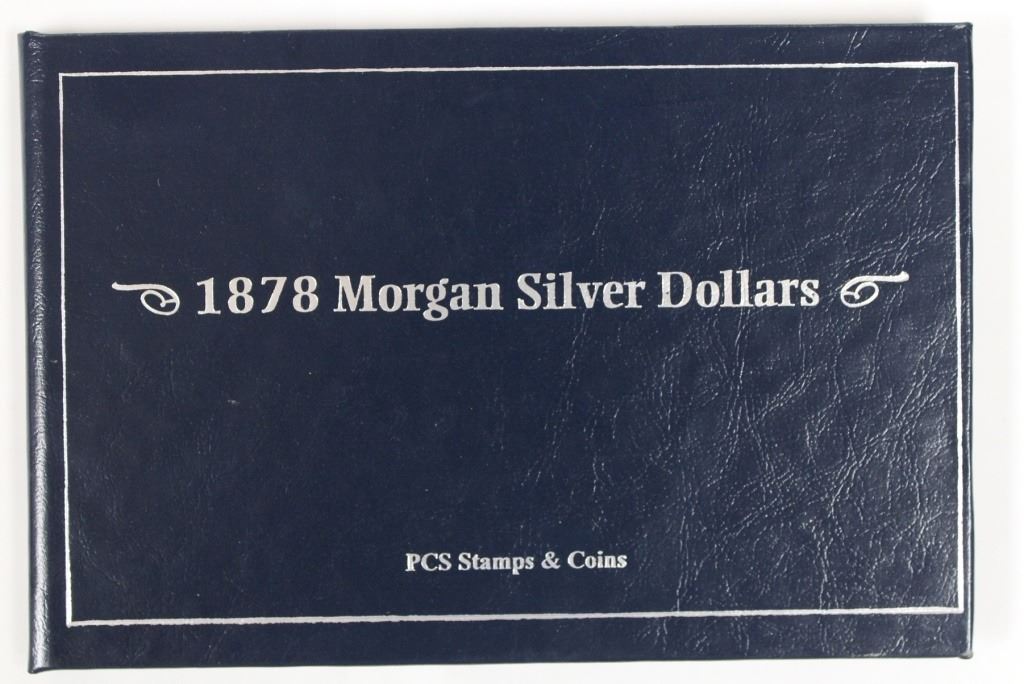 1878 Morgan Silver Dollars
PCS Stamps & Coins